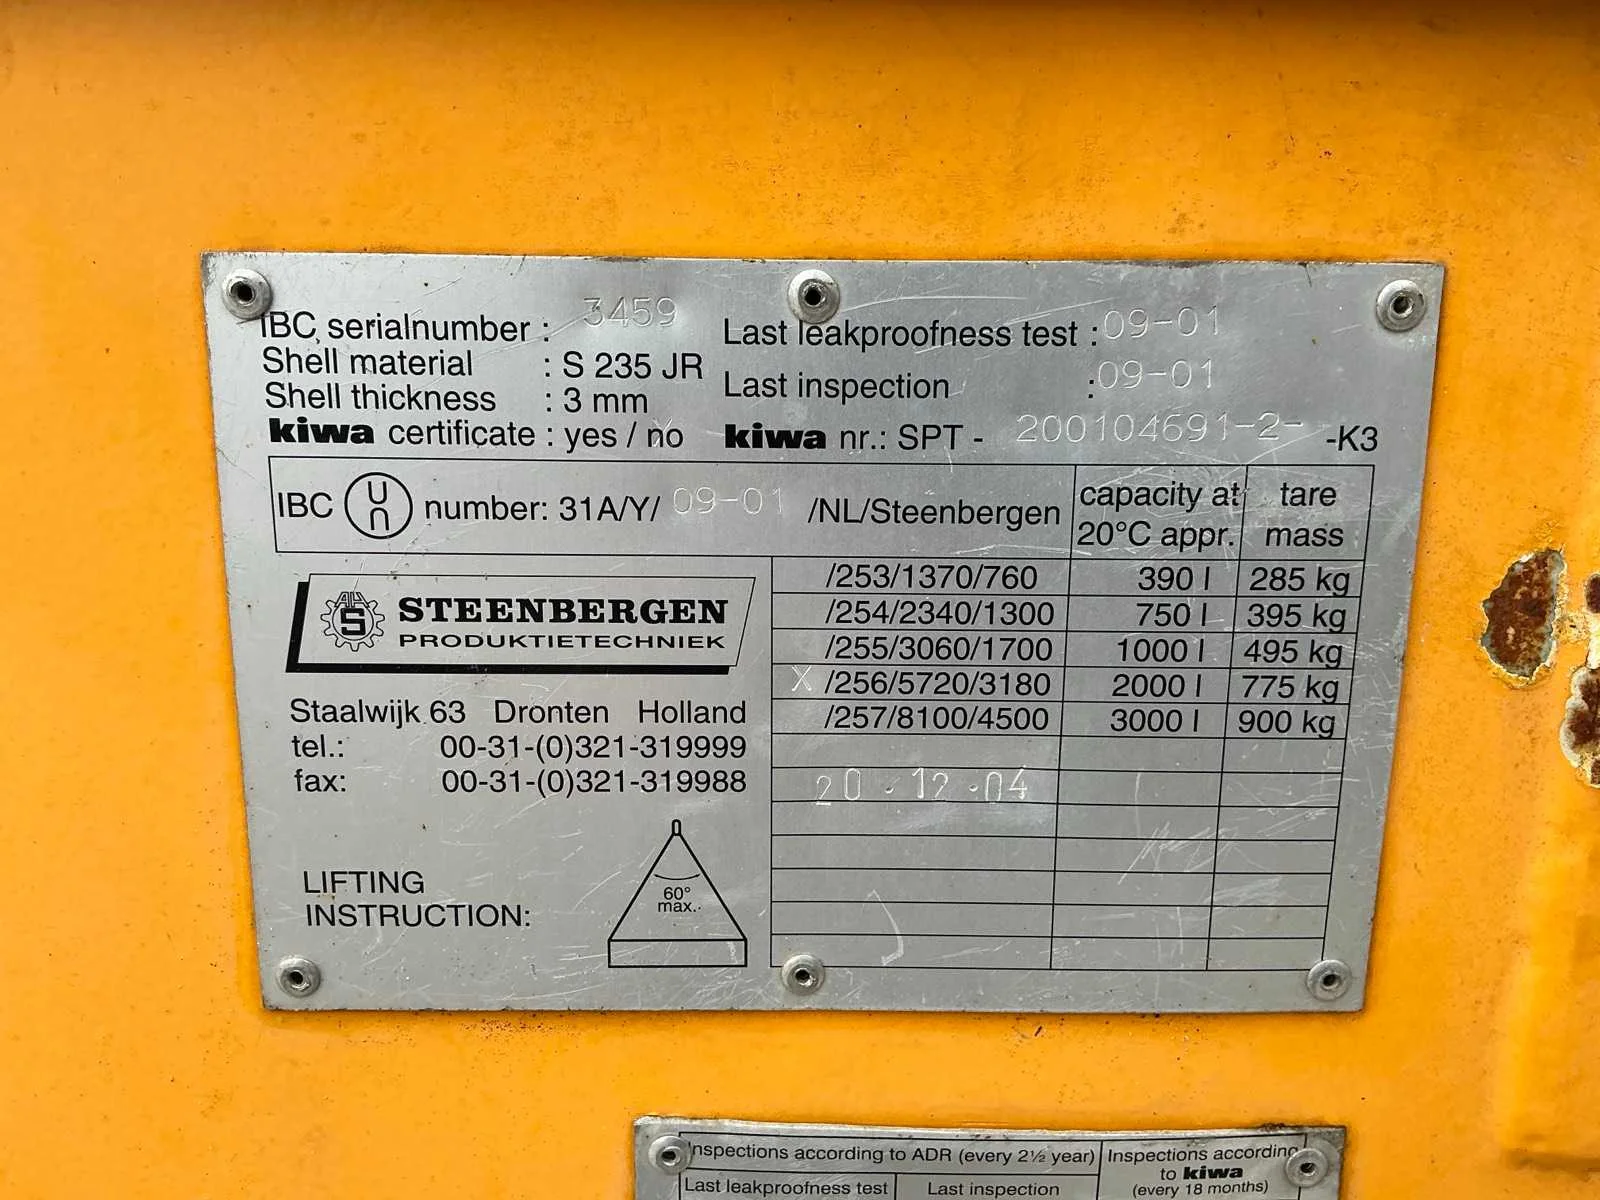 IBC serialnumber : 3459
Shell material : S 235 JR
Shell thickness : 3 mm
kiwa certificate : yes / no
Last leakproofness test : 09-01
Last inspection : 09-01
kiwa nr.: SPT - 200104691-2- -K3
IBC un number: 31A/Y/ 09-01 /NL/Steenbergen
capacity at
20°C appr.
tare
mass
/253/1370/760 390 l 285 kg
/254/2340/1300 750 l 395 kg
/255/3060/1700 1000 l 495 kg
X /256/5720/3180 2000 l 775 kg
/257/8100/4500 3000 l 900 kg
20.12.04
S
STEENBERGEN
PRODUKTIETECHNIEK
Staalwijk 63 Dronten Holland
tel.: 00-31-(0)321-319999
fax: 00-31-(0)321-319988
LIFTING
INSTRUCTION:
60°
max.
Inspections according to ADR (every 2½ year)
Last leakproofness test
Last inspection
Inspections according
to kiwa
(every 18 months)